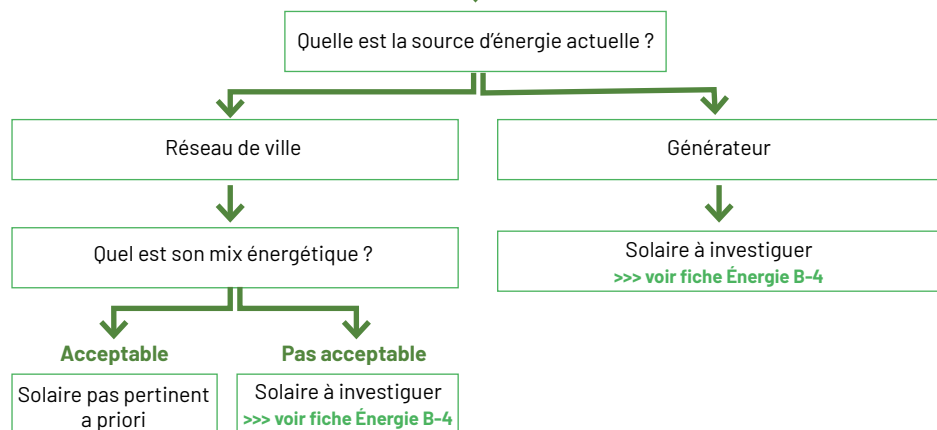 Quelle est la source d'énergie actuelle ?
Réseau de ville
Générateur
Quel est son mix énergétique ?
Solaire à investiguer
>>> voir fiche Énergie B-4
Acceptable
Pas acceptable
Solaire pas pertinent
a priori
Solaire à investiguer
>>> voir fiche Énergie B-4